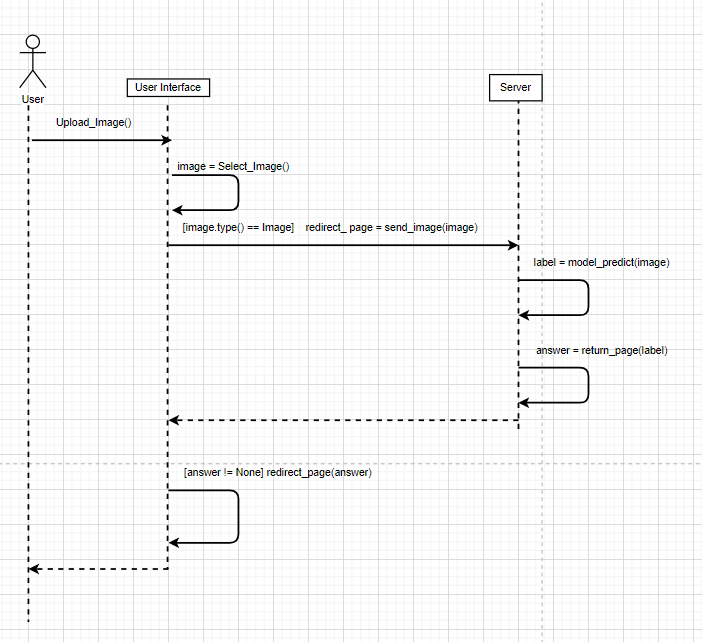 User
User Interface
Server
Upload_Image()
image = Select_Image()
[image.type() == Image] redirect_ page = send_image(image)
label = model_predict(image)
answer = return_page(label)
[answer != None] redirect_page(answer)